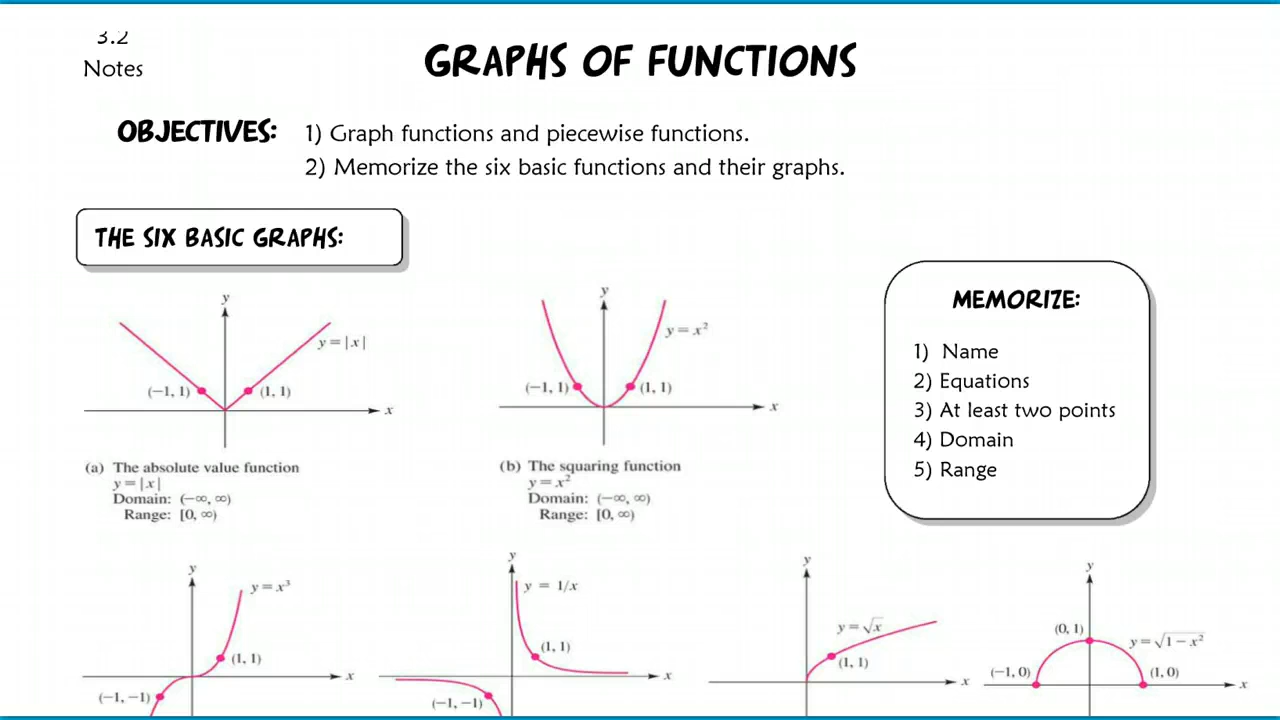 3.2
Notes
GRAPHS OF FUNCTIONS
OBJECTIVES:
1) Graph functions and piecewise functions.
2) Memorize the six basic functions and their graphs.
THE SIX BASIC GRAPHS:
y
y = |x|
(−1, 1)
(1, 1)
x
(a) The absolute value function
y = |x|
Domain: (−∞, ∞)
Range: [0, ∞)
y
y = x²
(−1, 1)
(1, 1)
x
(b) The squaring function
y = x²
Domain: (−∞, ∞)
Range: [0, ∞)
MEMORIZE:
1) Name
2) Equations
3) At least two points
4) Domain
5) Range
y
y = x³
(1, 1)
x
(−1, −1)
y
y = 1/x
(1, 1)
x
(−1, −1)
y
y = √x
(1, 1)
x
y
(0, 1)
y = √1 − x²
(−1, 0)
(1, 0)
x